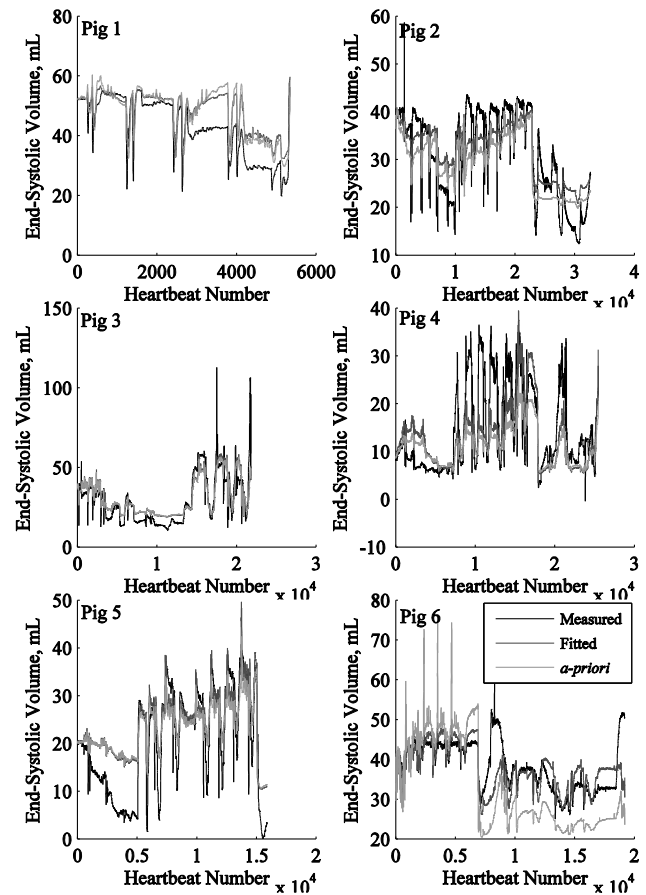 Pig 1
End-Systolic Volume, mL
80
60
40
20
0
0 2000 4000 6000
Heartbeat Number
Pig 2
End-Systolic Volume, mL
60
50
40
30
20
10
0 1 2 3 4
Heartbeat Number
x 10^4
Pig 3
End-Systolic Volume, mL
150
100
50
0
0 1 2 3
Heartbeat Number
x 10^4
Pig 4
End-Systolic Volume, mL
40
30
20
10
0
-10
0 1 2 3
Heartbeat Number
x 10^4
Pig 5
End-Systolic Volume, mL
50
40
30
20
10
0
0 0.5 1 1.5 2
Heartbeat Number
x 10^4
Pig 6
Measured
Fitted
a-priori
End-Systolic Volume, mL
80
70
60
50
40
30
20
0 0.5 1 1.5 2
Heartbeat Number
x 10^4